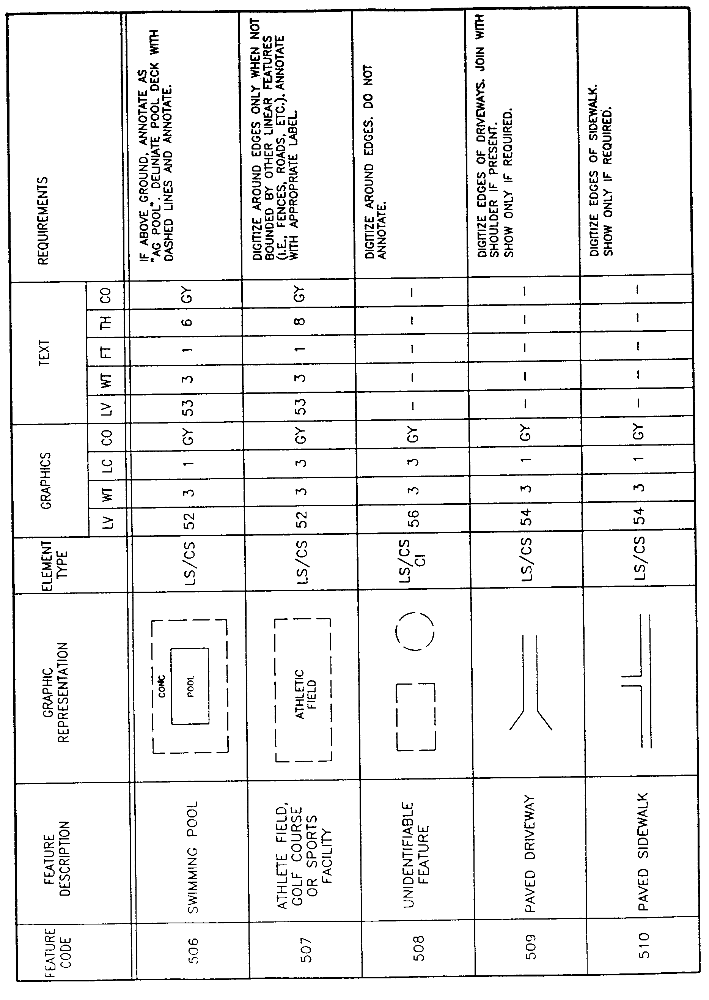 FEATURE
CODE
FEATURE
DESCRIPTION
GRAPHIC
REPRESENTATION
ELEMENT
TYPE
GRAPHICS
TEXT
REQUIREMENTS
LV WT LC CO LV WT FT TH CO
506
SWIMMING POOL
CONC
POOL
LS/CS 52 3 1 GY 53 3 1 6 GY
IF ABOVE GROUND, ANNOTATE AS
"AG POOL". DELINIATE POOL DECK WITH
DASHED LINES AND ANNOTATE.
507
ATHLETE FIELD,
GOLF COURSE
OR SPORTS
FACILITY
ATHLETIC
FIELD
LS/CS 52 3 3 GY 53 3 1 8 GY
DIGITIZE AROUND EDGES ONLY WHEN NOT
BOUNDED BY OTHER LINEAR FEATURES
(I.E., FENCES, ROADS, ETC.). ANNOTATE
WITH APPROPRIATE LABEL.
508
UNIDENTIFIABLE
FEATURE
LS/CS
CI
56 3 3 GY – – – – –
DIGITIZE AROUND EDGES. DO NOT
ANNOTATE.
509
PAVED DRIVEWAY
LS/CS 54 3 1 GY – – – – –
DIGITIZE EDGES OF DRIVEWAYS. JOIN WITH
SHOULDER IF PRESENT.
SHOW ONLY IF REQUIRED.
510
PAVED SIDEWALK
LS/CS 54 3 1 GY – – – – –
DIGITIZE EDGES OF SIDEWALK.
SHOW ONLY IF REQUIRED.